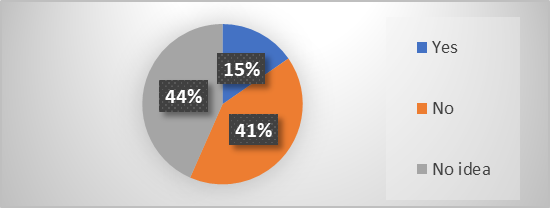 15%
Yes
44%
No
41%
No idea